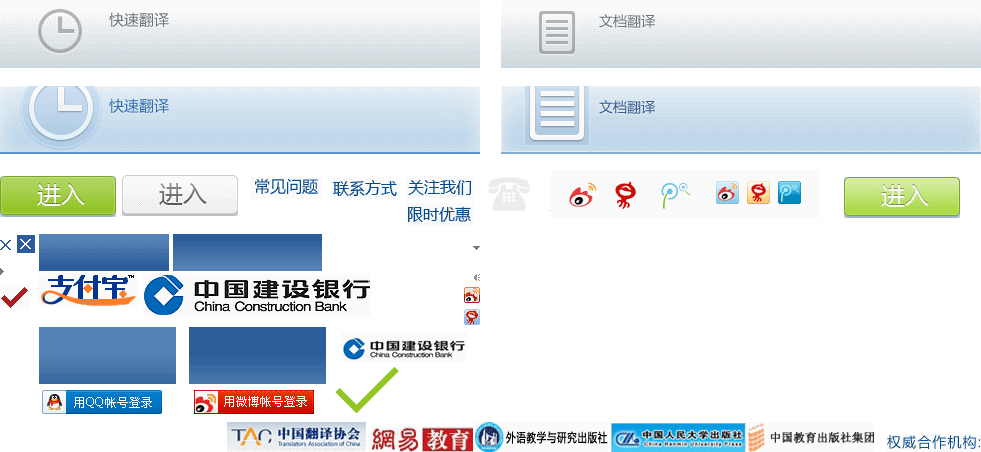 快速翻译
文档翻译
快速翻译
文档翻译
进入
进入
常见问题
联系方式
关注我们
限时优惠
进入
支付宝™
中国建设银行
China Construction Bank
中国建设银行
China Construction Bank
用QQ帐号登录
用微博帐号登录
TAC 中国翻译协会
Translators Association of China
網易教育
外语教学与研究出版社
中国人民大学出版社
China Renmin University Press
中国教育出版社集团
权威合作机构: